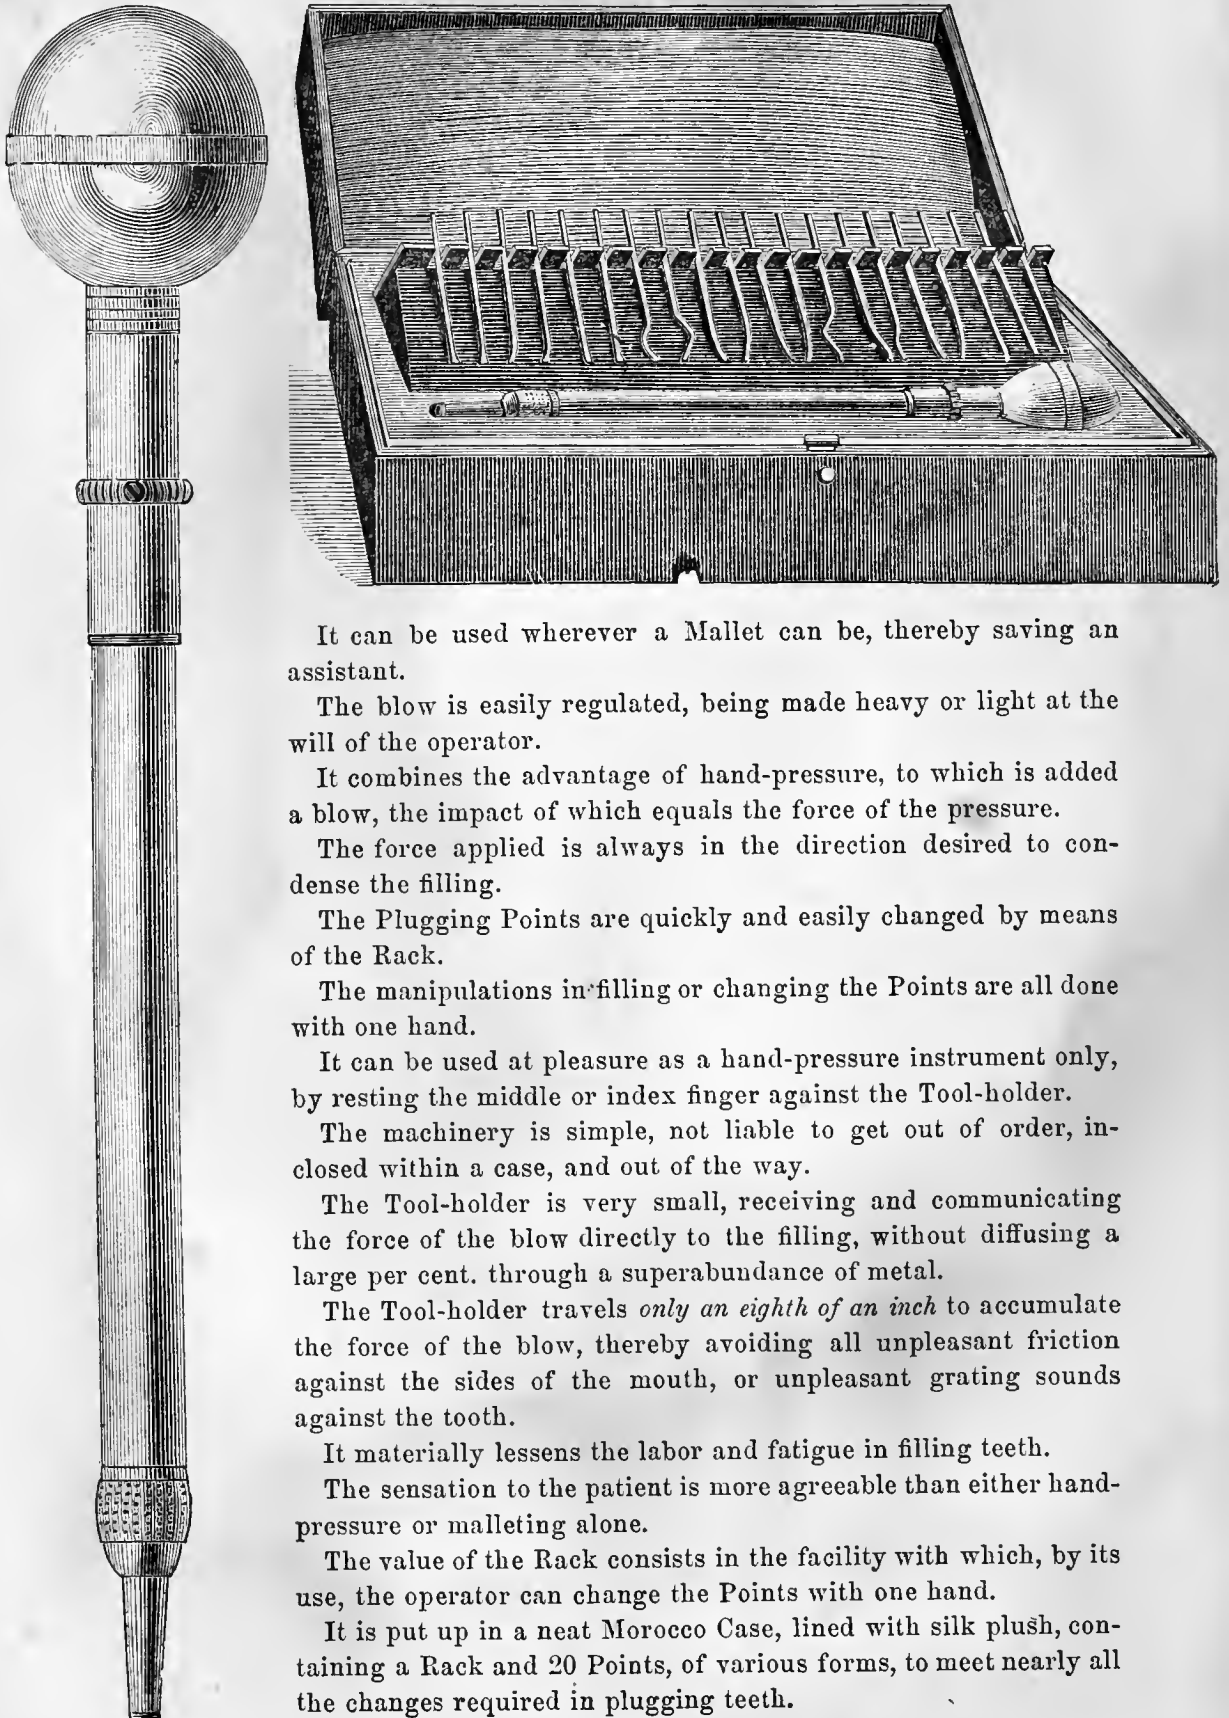 It can be used wherever a Mallet can be, thereby saving an
assistant.
The blow is easily regulated, being made heavy or light at the
will of the operator.
It combines the advantage of hand-pressure, to which is added
a blow, the impact of which equals the force of the pressure.
The force applied is always in the direction desired to con-
dense the filling.
The Plugging Points are quickly and easily changed by means
of the Rack.
The manipulations in filling or changing the Points are all done
with one hand.
It can be used at pleasure as a hand-pressure instrument only,
by resting the middle or index finger against the Tool-holder.
The machinery is simple, not liable to get out of order, in-
closed within a case, and out of the way.
The Tool-holder is very small, receiving and communicating
the force of the blow directly to the filling, without diffusing a
large per cent. through a superabundance of metal.
The Tool-holder travels only an eighth of an inch to accumulate
the force of the blow, thereby avoiding all unpleasant friction
against the sides of the mouth, or unpleasant grating sounds
against the tooth.
It materially lessens the labor and fatigue in filling teeth.
The sensation to the patient is more agreeable than either hand-
pressure or malleting alone.
The value of the Rack consists in the facility with which, by its
use, the operator can change the Points with one hand.
It is put up in a neat Morocco Case, lined with silk plush, con-
taining a Rack and 20 Points, of various forms, to meet nearly all
the changes required in plugging teeth.